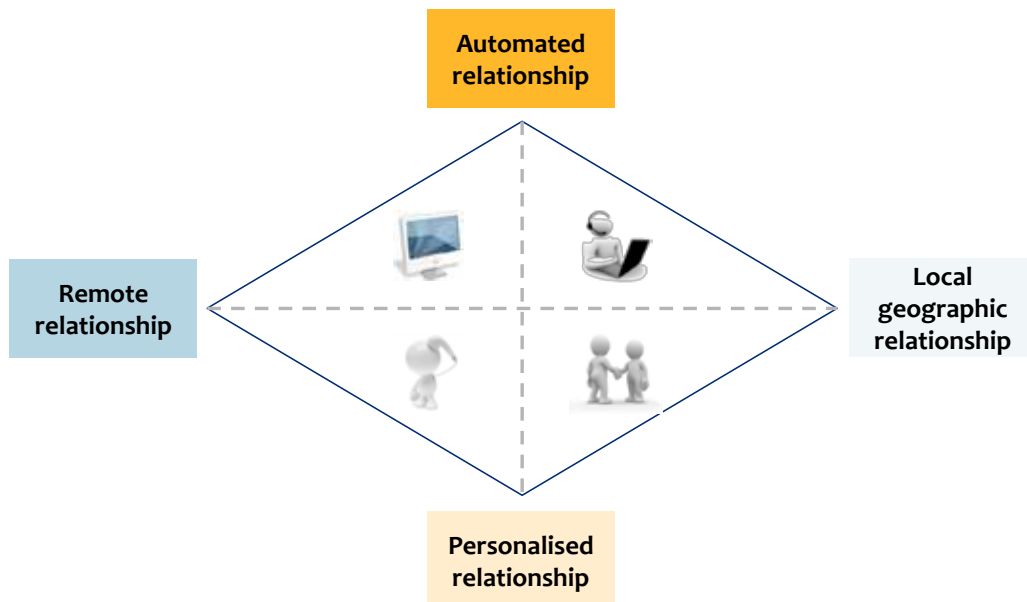 Automated
relationship
Remote
relationship
Local
geographic
relationship
Personalised
relationship